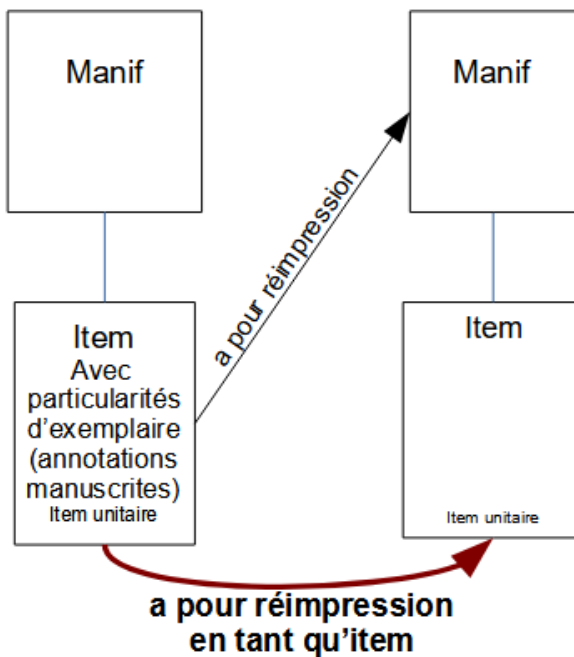 Manif
Manif
a pour réimpression
Item
Avec
particularités
d'exemplaire
(annotations
manuscrites)
Item unitaire
Item
Item unitaire
a pour réimpression
en tant qu'item